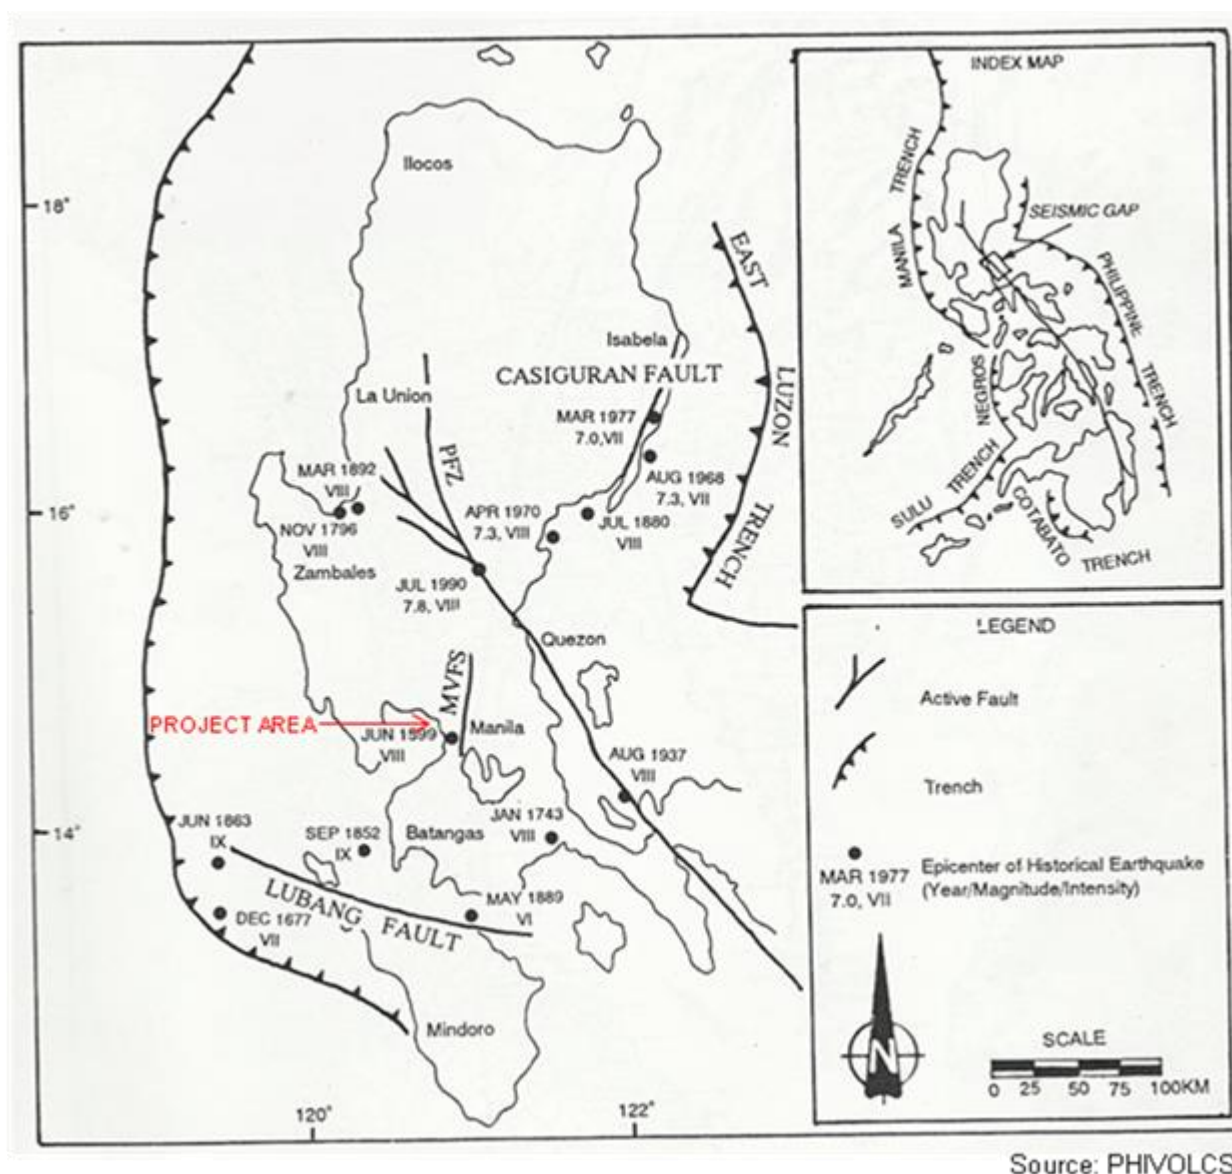 INDEX MAP
MANILA TRENCH
SEISMIC GAP
PHILIPPINE TRENCH
NEGROS
SULU TRENCH
COTABATO TRENCH
18°
16°
14°
120°
122°
Ilocos
Isabela
CASIGURAN FAULT
EAST LUZON TRENCH
La Union
PFZ
MAR 1977
7.0, VII
MAR 1892
VIII
AUG 1968
7.3, VII
APR 1970
7.3, VIII
JUL 1880
VIII
NOV 1796
VIII
Zambales
JUL 1990
7.8, VIII
Quezon
MVFS
PROJECT AREA
Manila
JUN 1599
VIII
AUG 1937
VIII
JUN 1863
IX
SEP 1852
IX
Batangas
JAN 1743
VIII
MAY 1889
VI
LUBANG FAULT
DEC 1677
VII
Mindoro
LEGEND
Active Fault
Trench
MAR 1977
7.0, VII
Epicenter of Historical Earthquake
(Year/Magnitude/Intensity)
N
SCALE
0 25 50 75 100KM
Source: PHIVOLCS